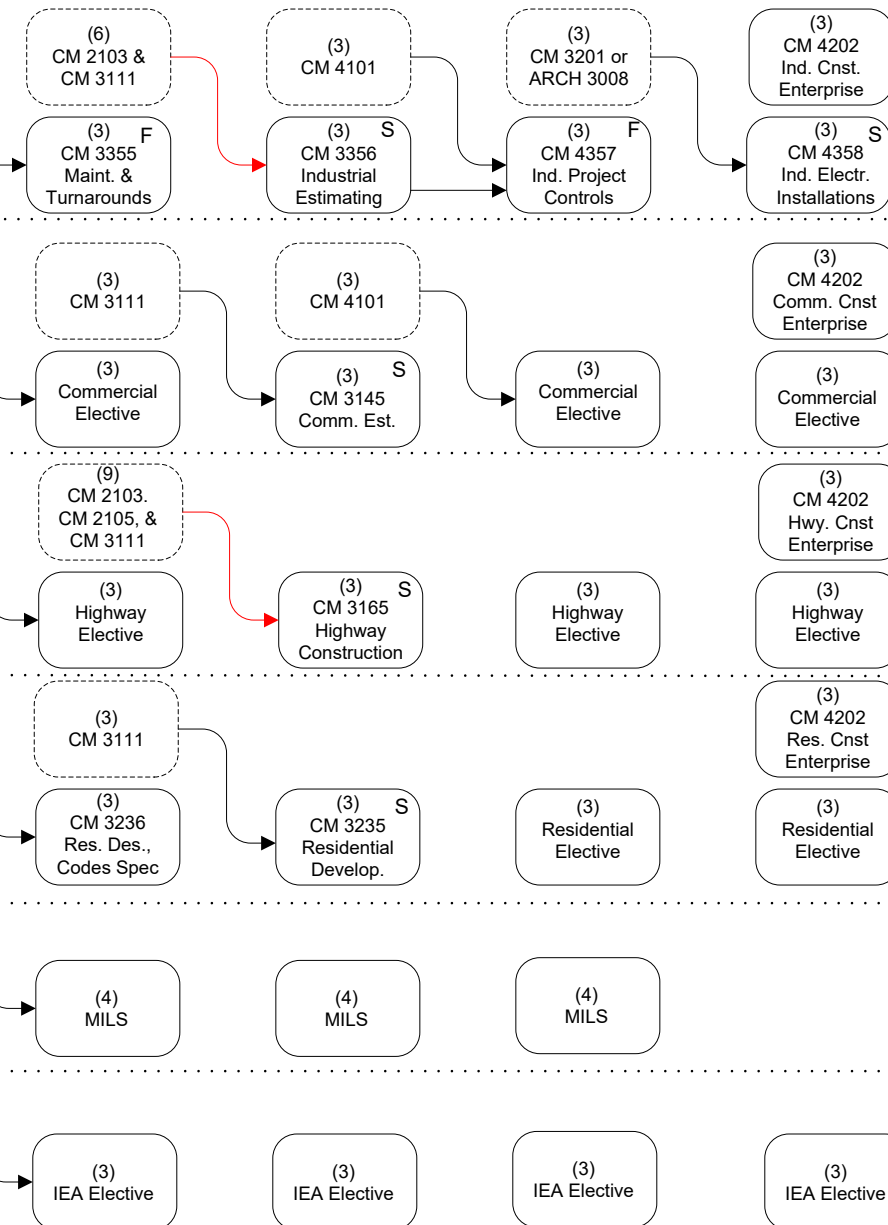 (6)
CM 2103 &
CM 3111
(3)
CM 4101
(3)
CM 3201 or
ARCH 3008
(3)
CM 4202
Ind. Cnst.
Enterprise
(3) F
CM 3355
Maint. &
Turnarounds
(3) S
CM 3356
Industrial
Estimating
(3) F
CM 4357
Ind. Project
Controls
(3) S
CM 4358
Ind. Electr.
Installations
(3)
CM 3111
(3)
CM 4101
(3)
CM 4202
Comm. Cnst
Enterprise
(3)
Commercial
Elective
(3) S
CM 3145
Comm. Est.
(3)
Commercial
Elective
(3)
Commercial
Elective
(9)
CM 2103.
CM 2105, &
CM 3111
(3)
CM 4202
Hwy. Cnst
Enterprise
(3)
Highway
Elective
(3) S
CM 3165
Highway
Construction
(3)
Highway
Elective
(3)
Highway
Elective
(3)
CM 3111
(3)
CM 4202
Res. Cnst
Enterprise
(3)
CM 3236
Res. Des.,
Codes Spec
(3) S
CM 3235
Residential
Develop.
(3)
Residential
Elective
(3)
Residential
Elective
(4)
MILS
(4)
MILS
(4)
MILS
(3)
IEA Elective
(3)
IEA Elective
(3)
IEA Elective
(3)
IEA Elective